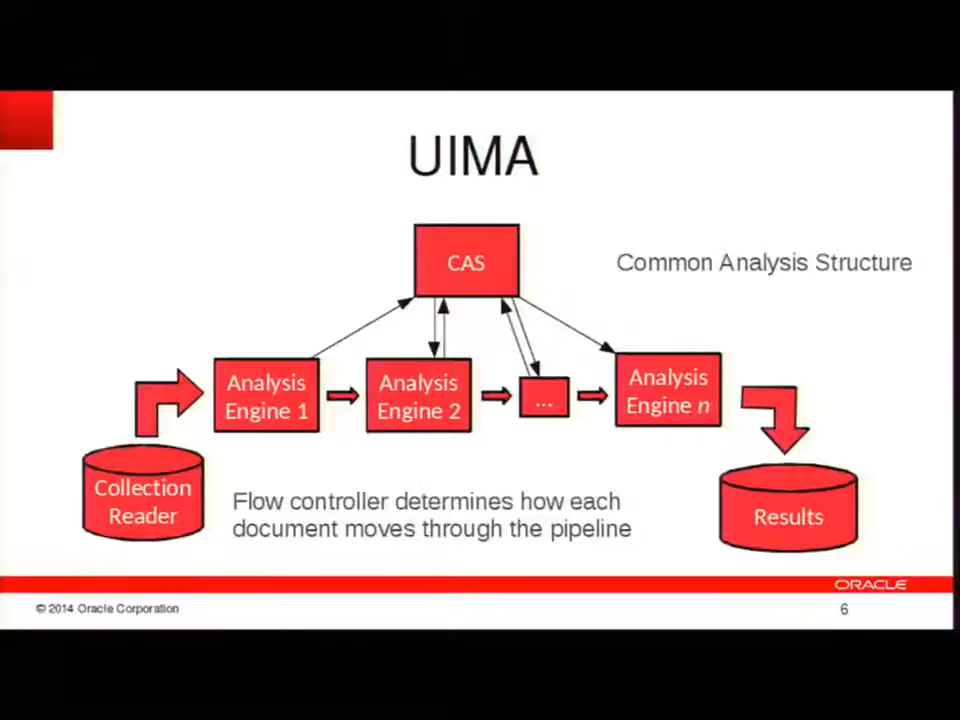 UIMA
CAS
Common Analysis Structure
Analysis
Engine 1
Analysis
Engine 2
...
Analysis
Engine n
Collection
Reader
Flow controller determines how each
document moves through the pipeline
Results
ORACLE
© 2014 Oracle Corporation
6